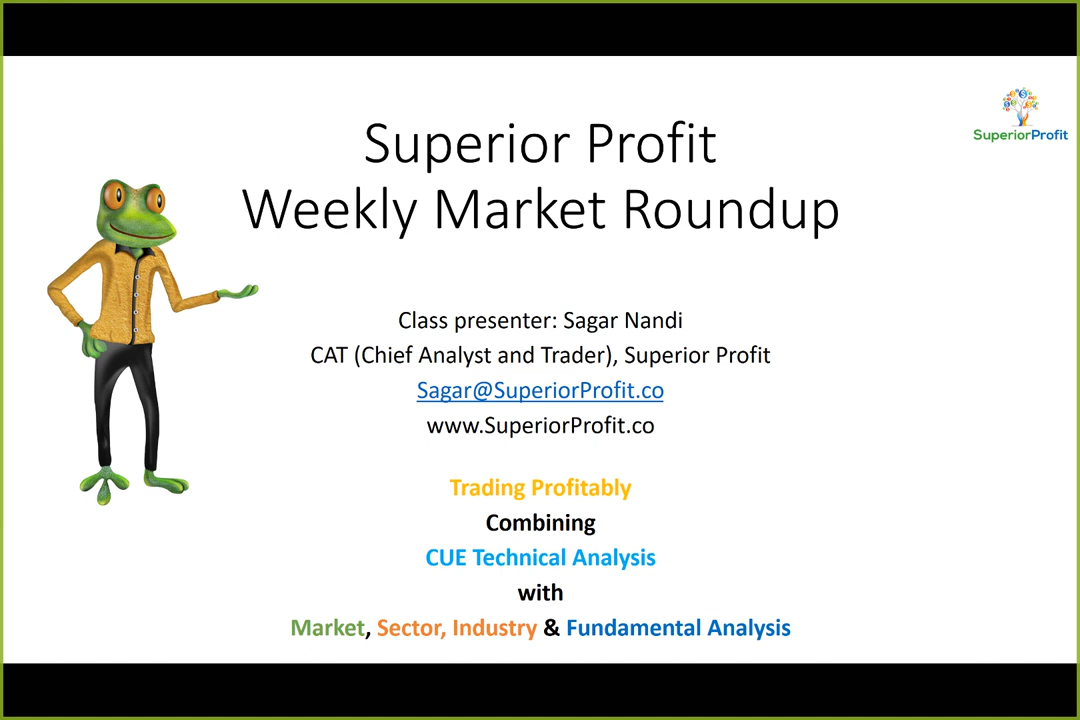 Superior Profit
Weekly Market Roundup
SuperiorProfit
Class presenter: Sagar Nandi
CAT (Chief Analyst and Trader), Superior Profit
Sagar@SuperiorProfit.co
www.SuperiorProfit.co
Trading Profitably
Combining
CUE Technical Analysis
with
Market, Sector, Industry & Fundamental Analysis